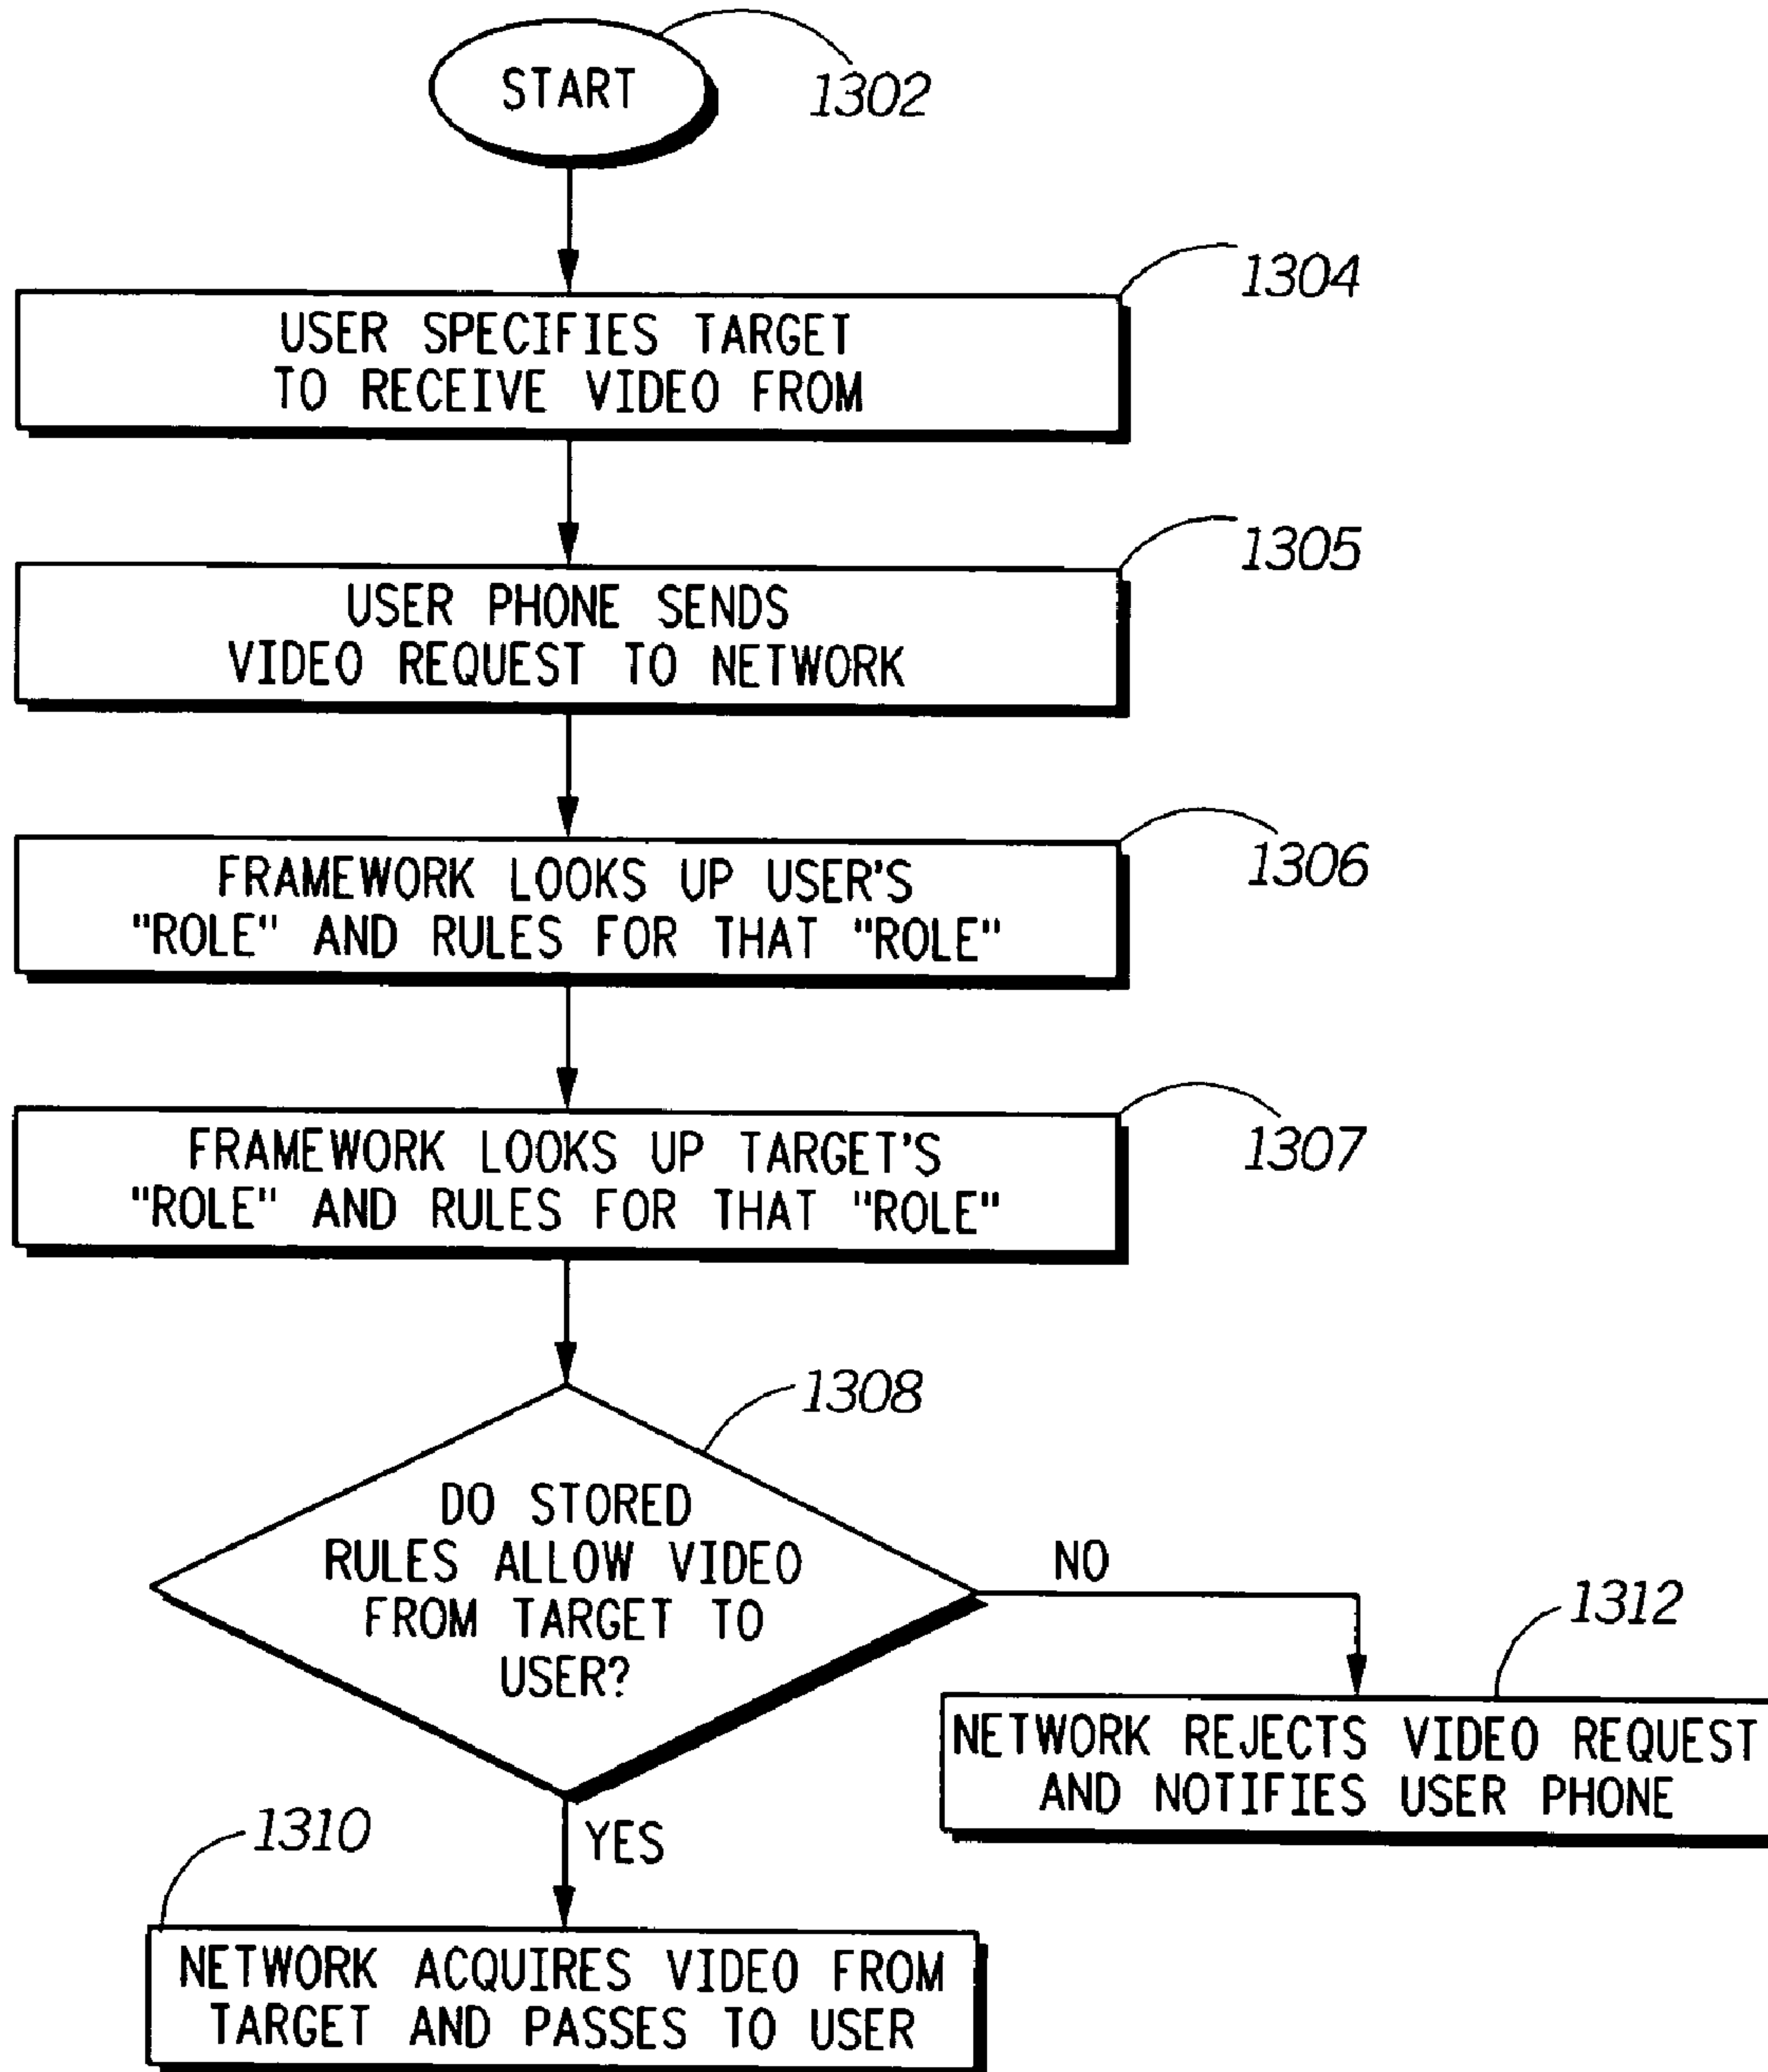 START
1302
1304
USER SPECIFIES TARGET
TO RECEIVE VIDEO FROM
1305
USER PHONE SENDS
VIDEO REQUEST TO NETWORK
1306
FRAMEWORK LOOKS UP USER'S
"ROLE" AND RULES FOR THAT "ROLE"
1307
FRAMEWORK LOOKS UP TARGET'S
"ROLE" AND RULES FOR THAT "ROLE"
1308
DO STORED
RULES ALLOW VIDEO
FROM TARGET TO
USER?
NO
1312
NETWORK REJECTS VIDEO REQUEST
AND NOTIFIES USER PHONE
YES
1310
NETWORK ACQUIRES VIDEO FROM
TARGET AND PASSES TO USER